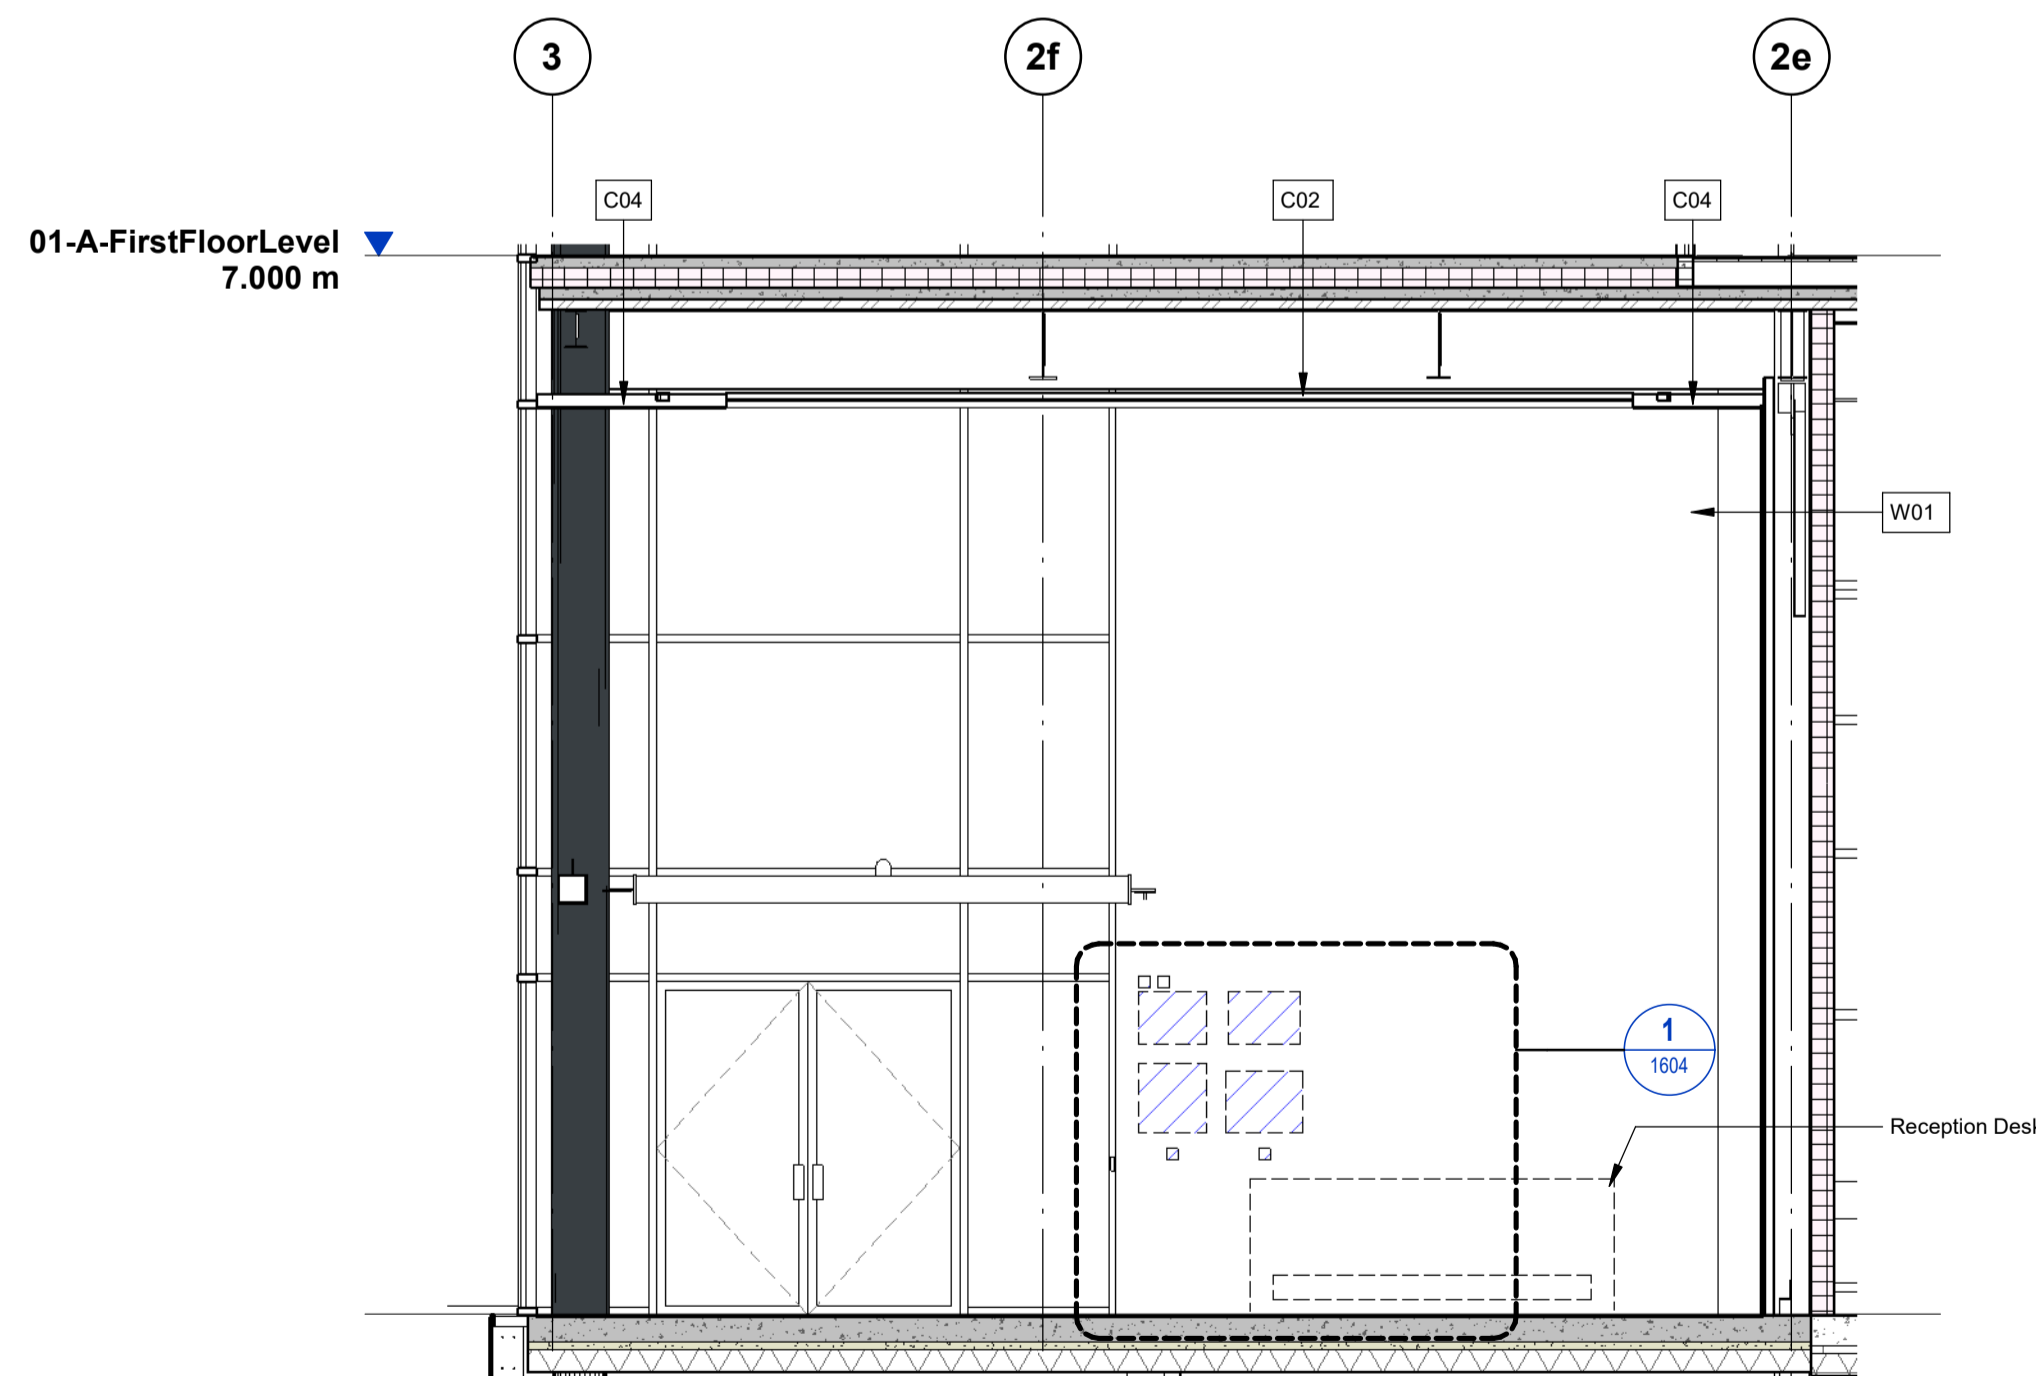 3
2f
2e
C04
C02
C04
01-A-FirstFloorLevel
7.000 m
W01
1
1604
Reception Desk